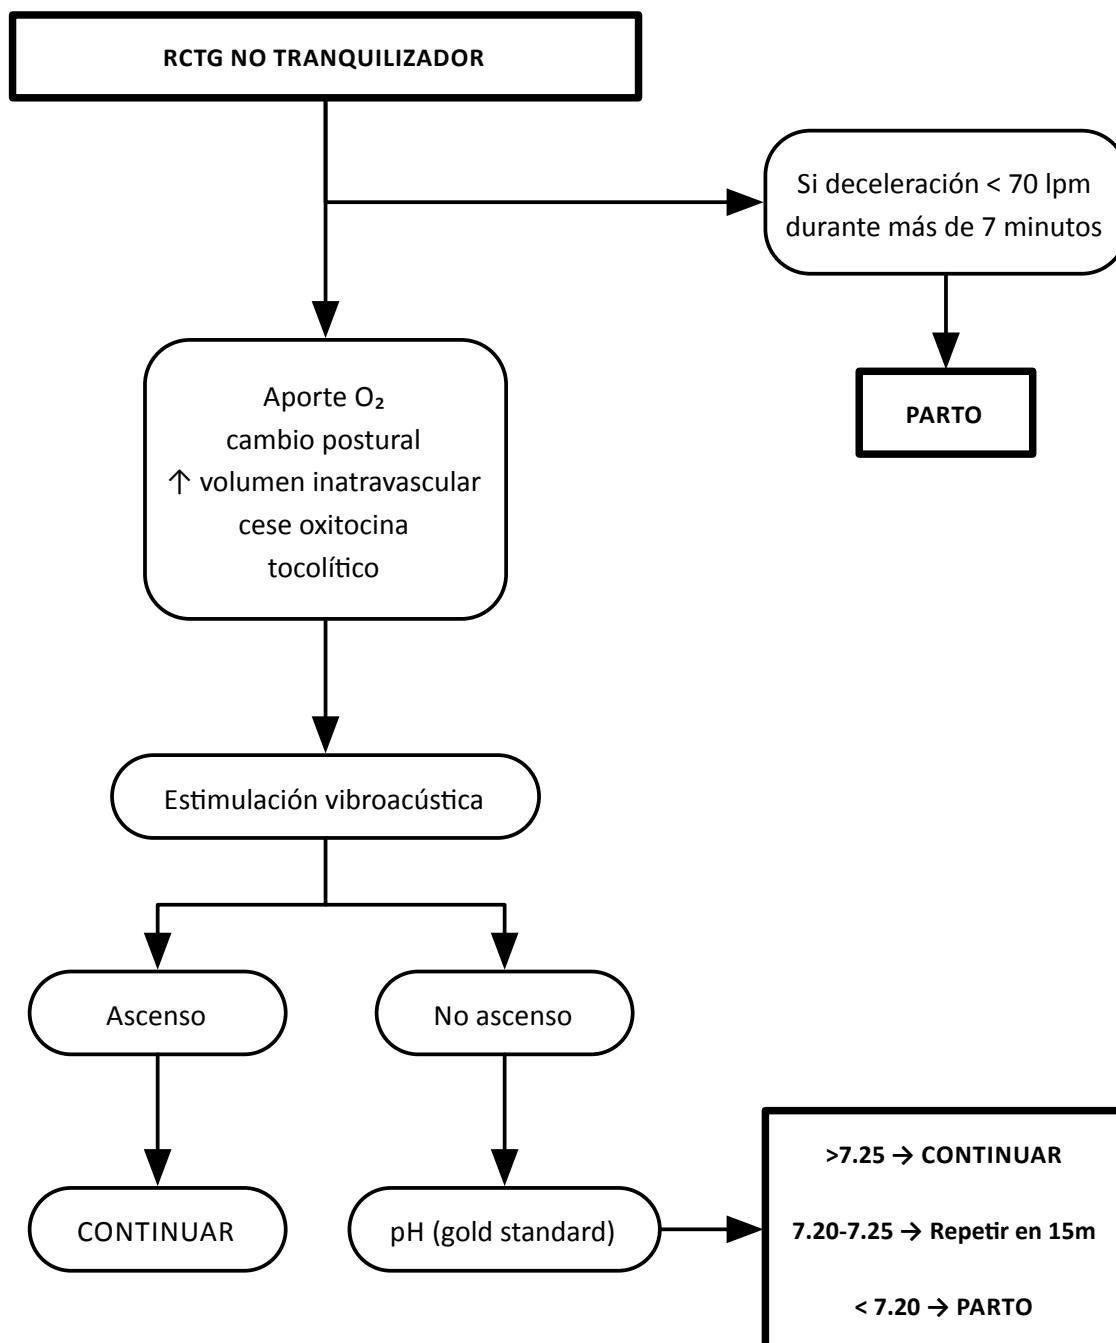 RCTG NO TRANQUILIZADOR
Si deceleración < 70 lpm
durante más de 7 minutos
PARTO
Aporte O₂
cambio postural
↑ volumen inatravascular
cese oxitocina
tocolítico
Estimulación vibroacústica
Ascenso
No ascenso
CONTINUAR
pH (gold standard)
>7.25 → CONTINUAR
7.20-7.25 → Repetir en 15m
< 7.20 → PARTO